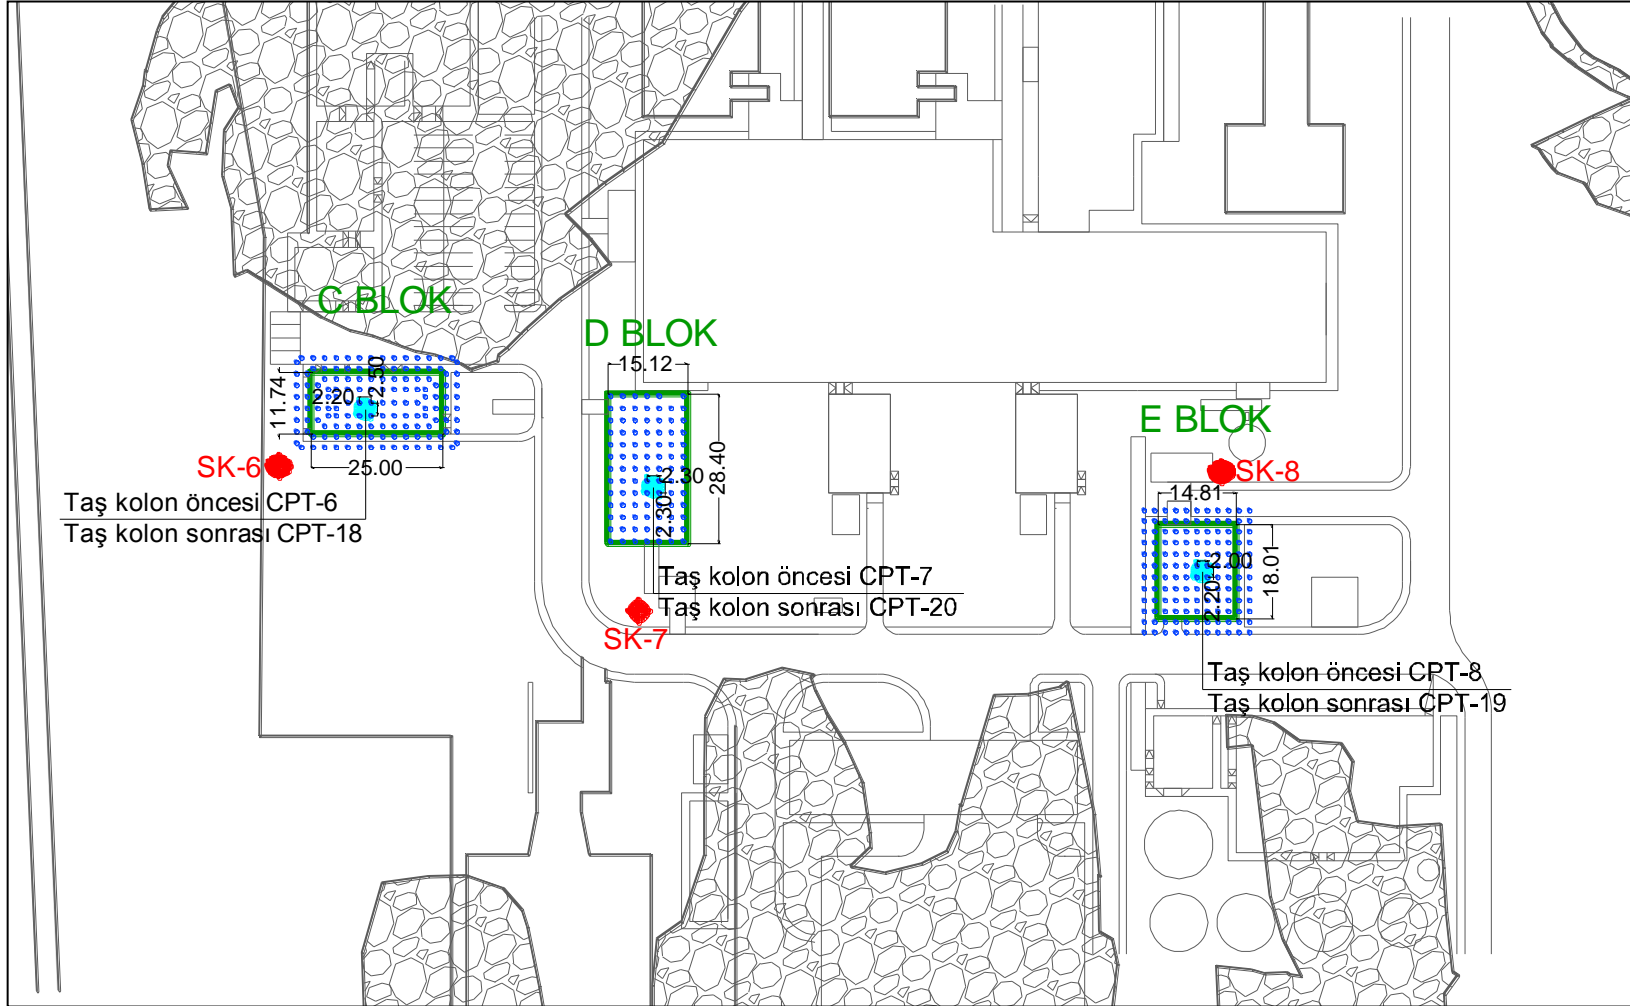 C BLOK
D BLOK
15.12
2.50
11.74
2.20
25.00
SK-6
Taş kolon öncesi CPT-6
Taş kolon sonrası CPT-18
28.40
2.30
2.30
Taş kolon öncesi CPT-7
Taş kolon sonrası CPT-20
SK-7
E BLOK
SK-8
14.81
18.01
2.00
2.20
Taş kolon öncesi CPT-8
Taş kolon sonrası CPT-19